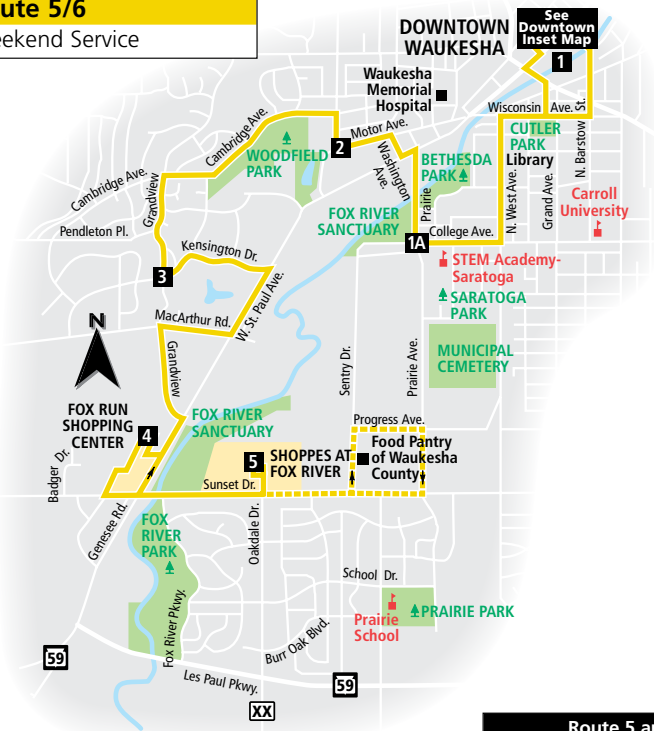 ute 5/6
eekend Service
DOWNTOWN
WAUKESHA
See
Downtown
Inset Map
1
Waukesha
Memorial
Hospital
Wisconsin Ave.
N. Barstow St.
CUTLER
PARK
Library
Cambridge Ave.
Motor Ave.
2
WOODFIELD
PARK
Washington
Ave.
BETHESDA
PARK
Prairie
N. West Ave.
Grand Ave.
Carroll
University
Cambridge Ave.
Grandview
Pendleton Pl.
FOX RIVER
SANCTUARY
1A
College Ave.
Kensington Dr.
3
STEM Academy-
Saratoga
SARATOGA
PARK
W. St. Paul Ave.
MacArthur Rd.
N
Grandview
Sentry Dr.
Prairie Ave.
MUNICIPAL
CEMETERY
FOX RUN
SHOPPING
CENTER
4
FOX RIVER
SANCTUARY
Progress Ave.
5
SHOPPES AT
FOX RIVER
Food Pantry
of Waukesha
County
Badger Dr.
Sunset Dr.
Genesee Rd.
FOX
RIVER
PARK
Oakdale Dr.
School Dr.
Prairie
School
PRAIRIE PARK
Fox River Pkwy.
Burr Oak Blvd.
59
Les Paul Pkwy.
59
XX
Route 5 a